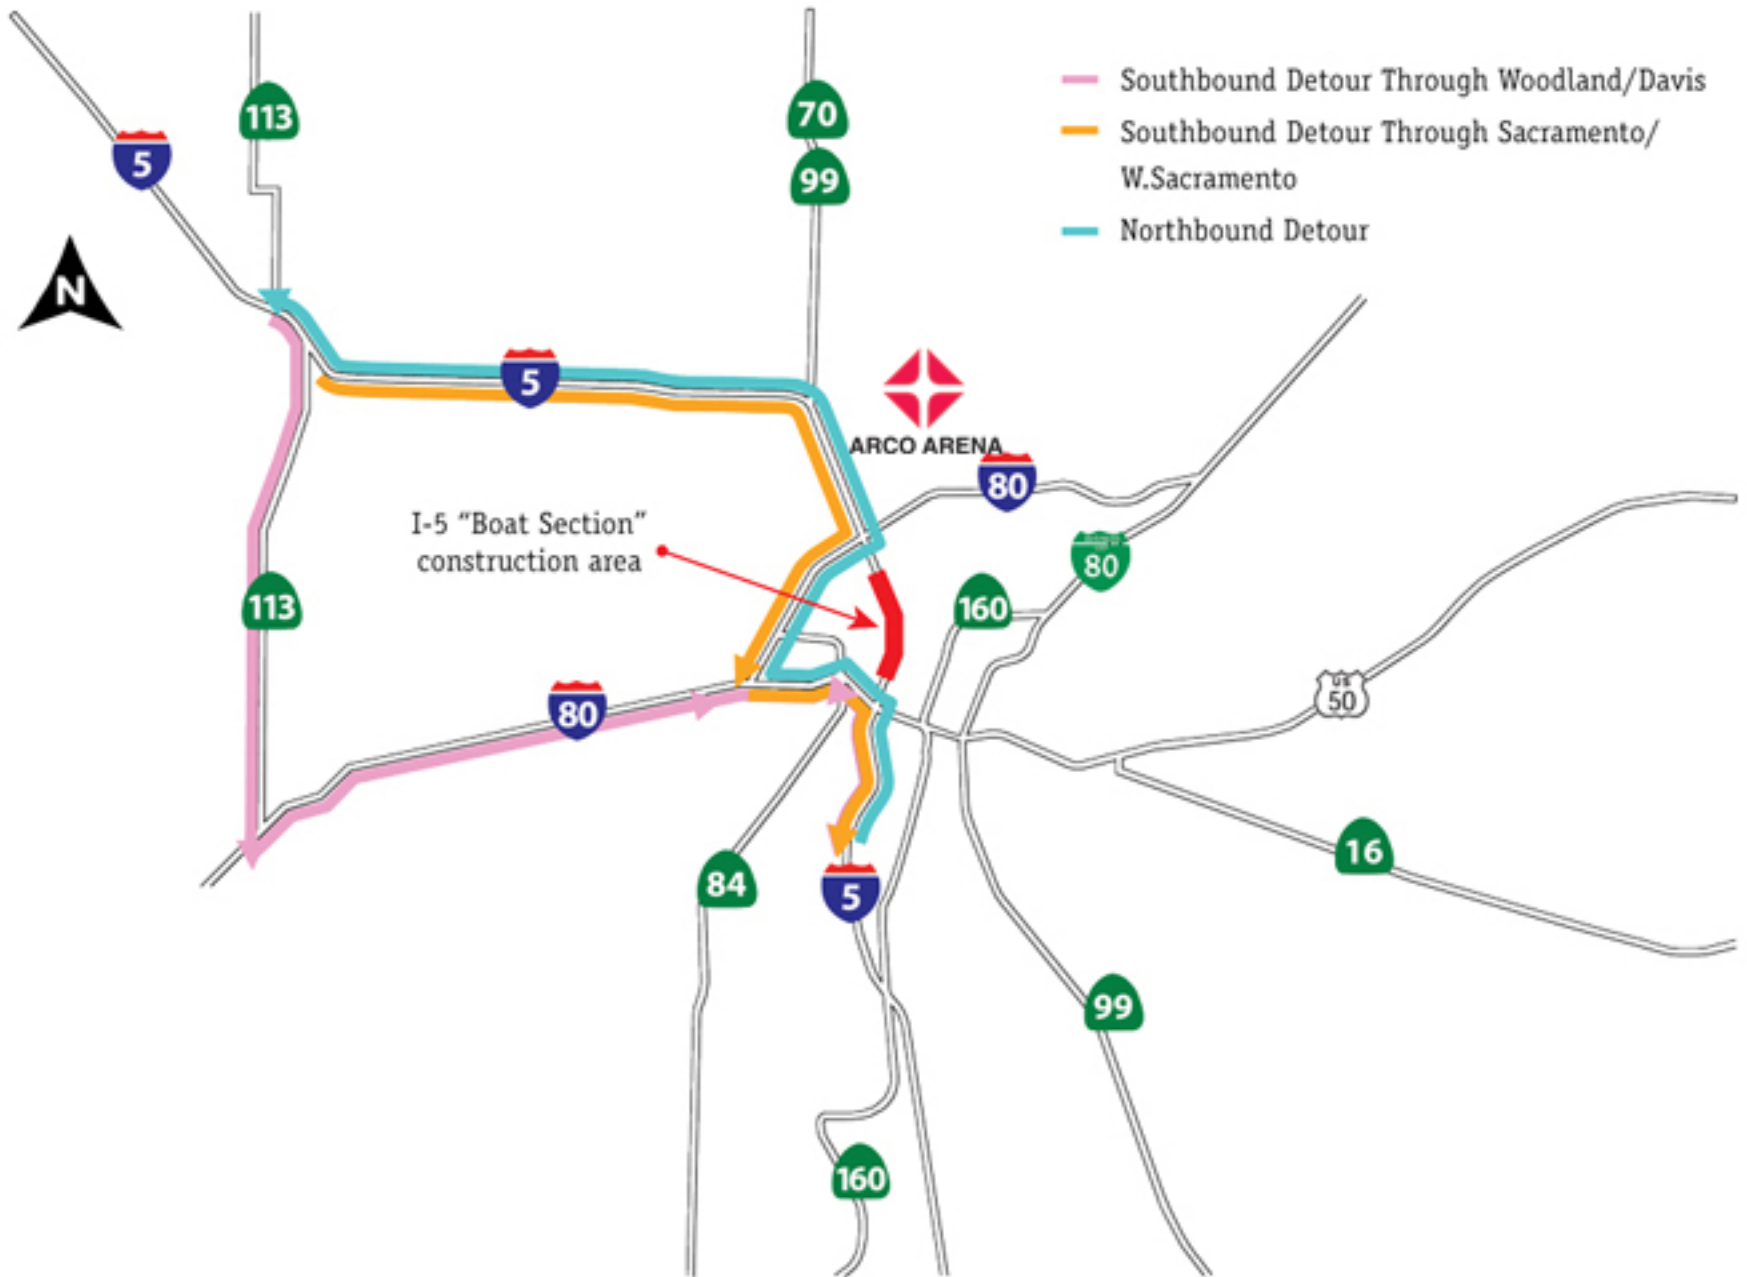 113
70
5
99
Southbound Detour Through Woodland/Davis
Southbound Detour Through Sacramento/
W.Sacramento
Northbound Detour
N
5
ARCO ARENA
80
I-5 “Boat Section”
construction area
80
113
160
80
US
50
84
5
16
99
160